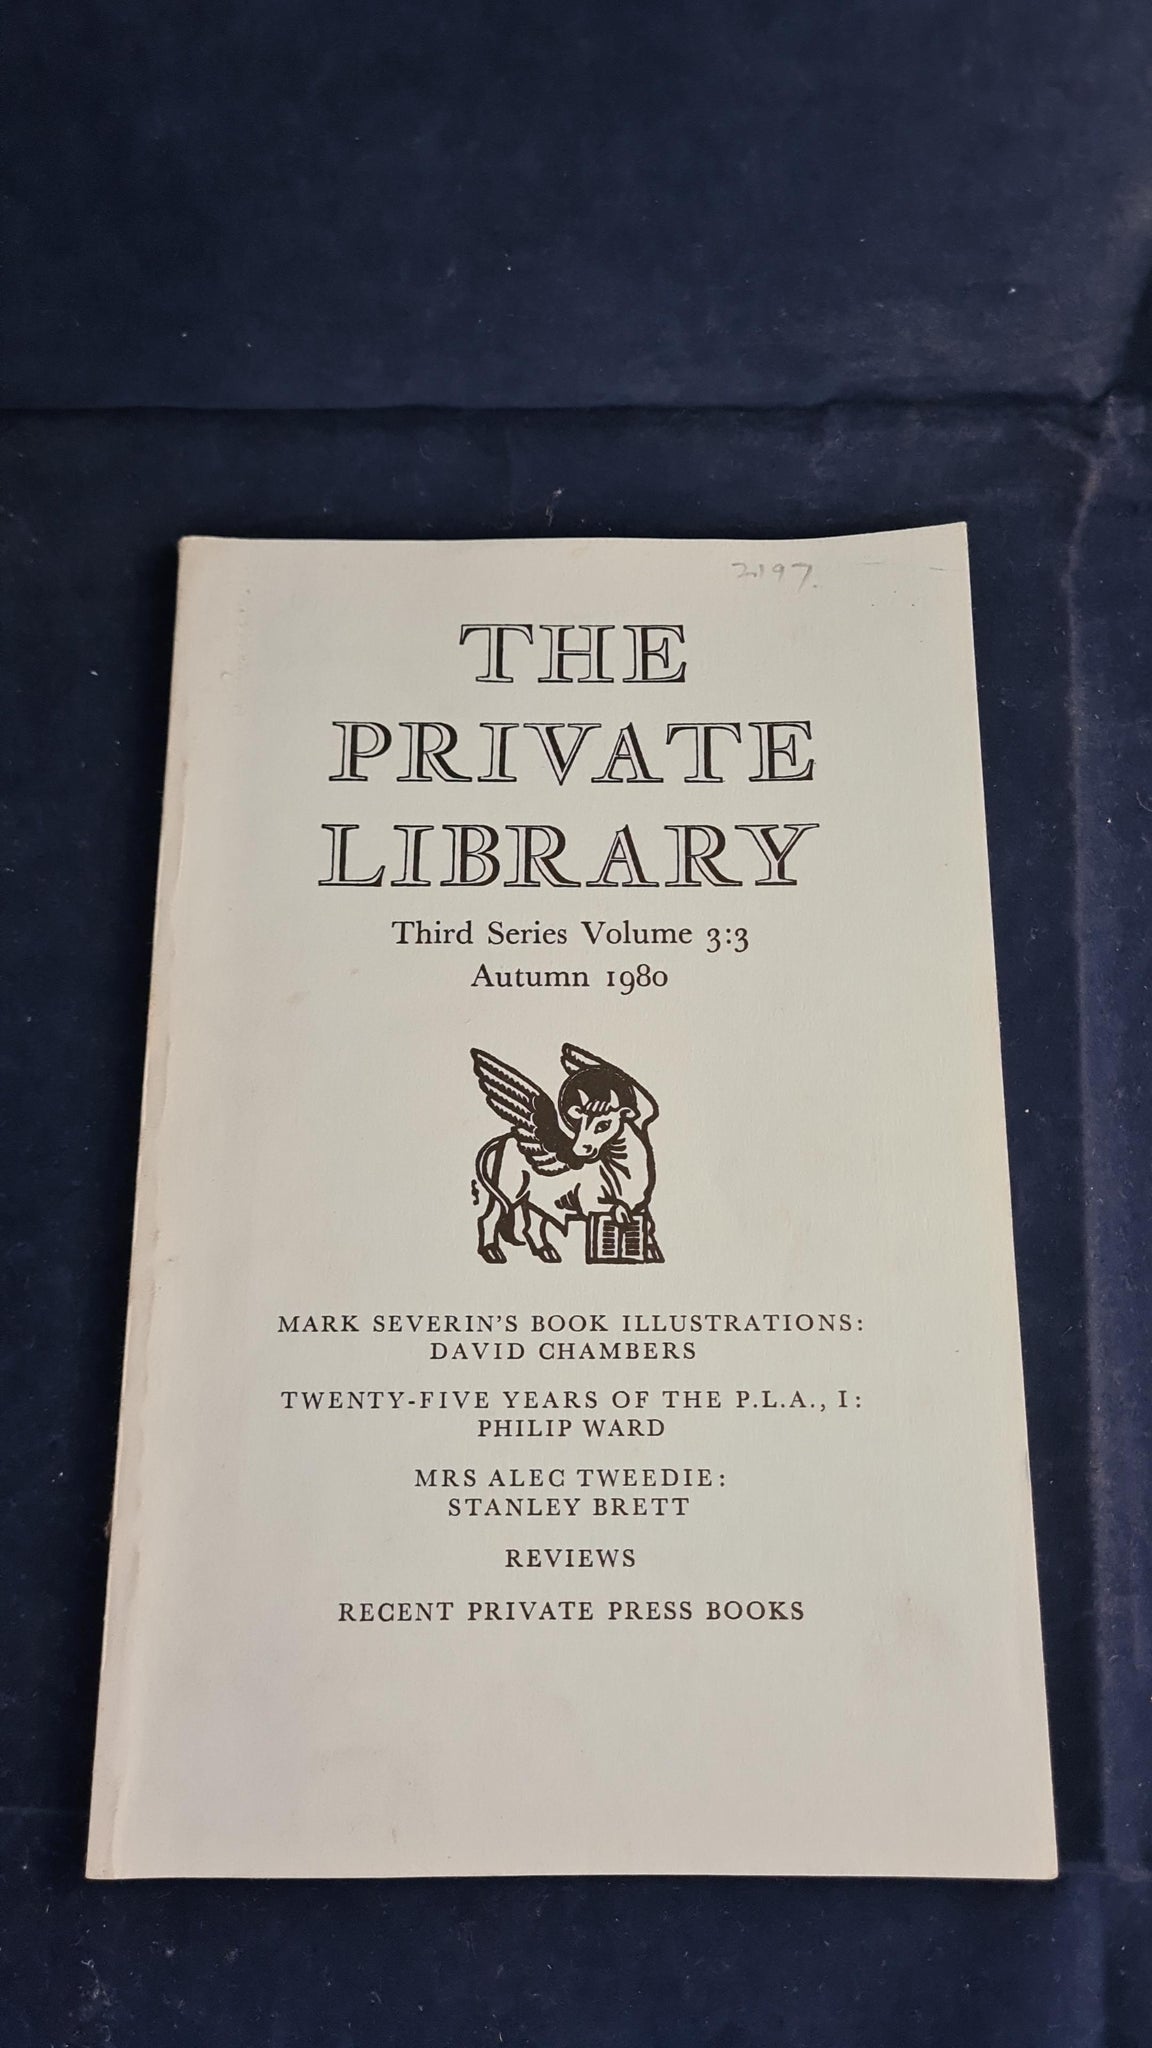 2197.
THE
PRIVATE
LIBRARY
Third Series Volume 3:3
Autumn 1980
MARK SEVERIN'S BOOK ILLUSTRATIONS:
DAVID CHAMBERS
TWENTY-FIVE YEARS OF THE P.L.A., I:
PHILIP WARD
MRS ALEC TWEEDIE:
STANLEY BRETT
REVIEWS
RECENT PRIVATE PRESS BOOKS